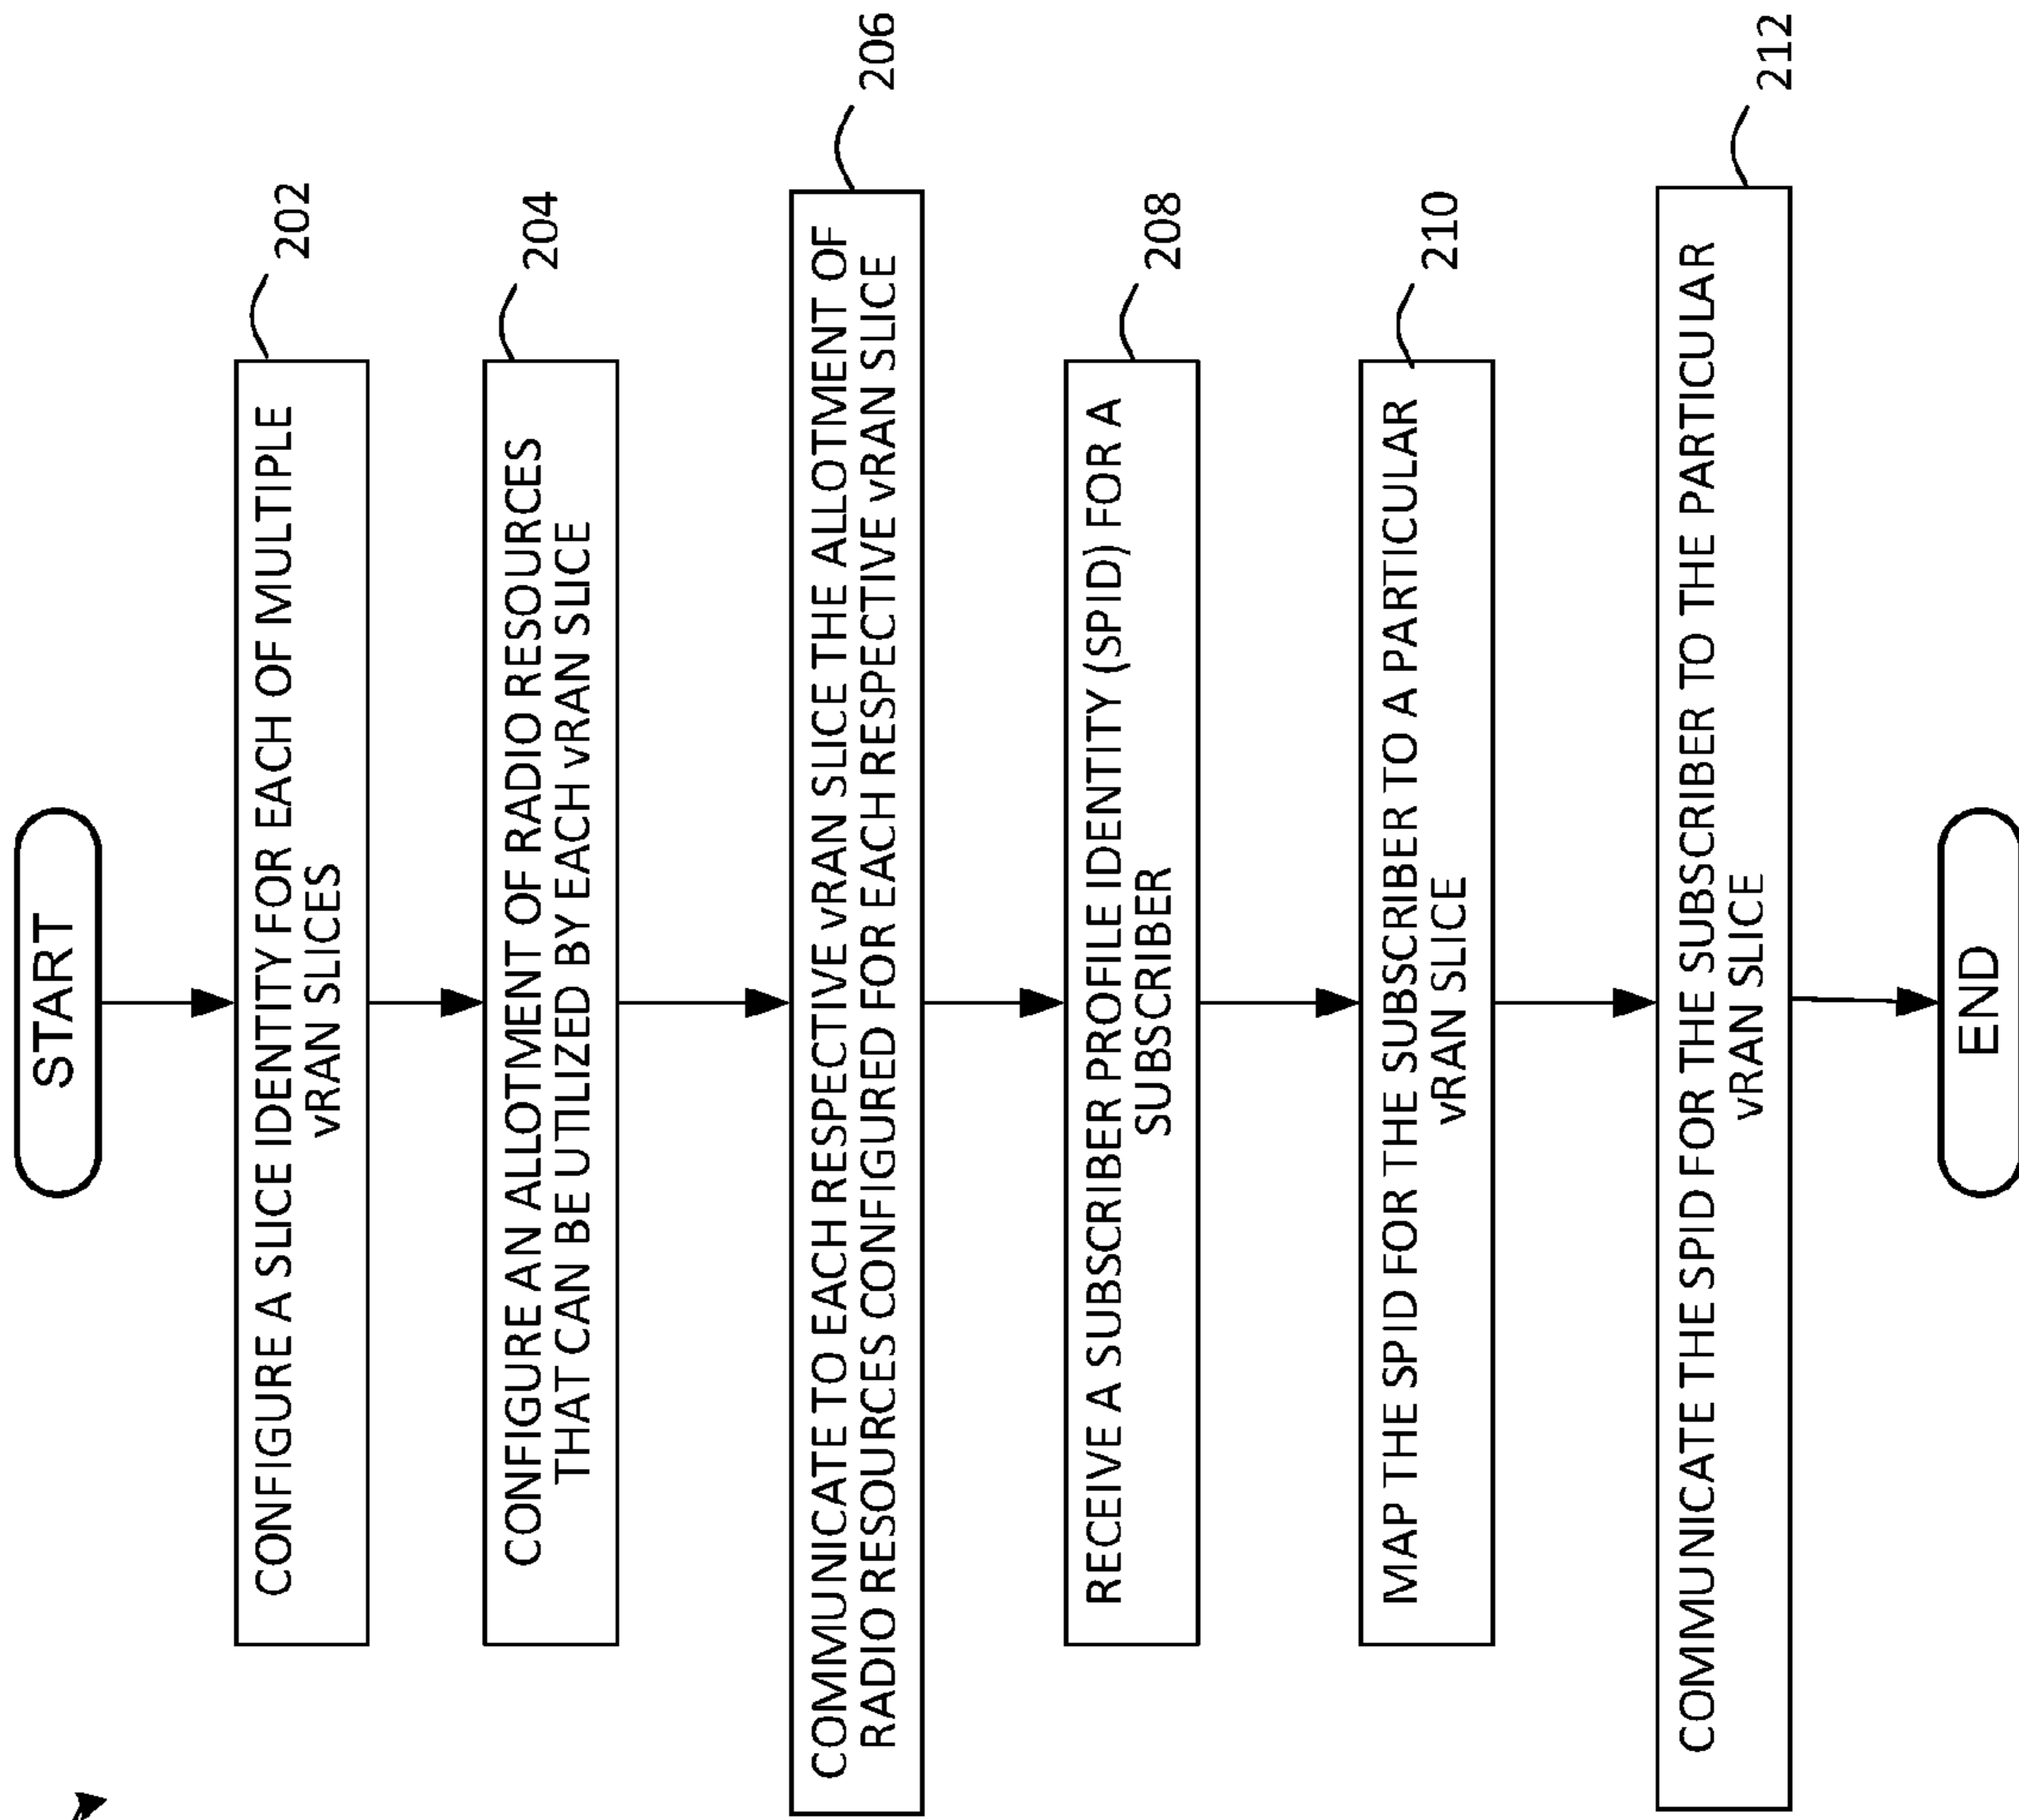 START
CONFIGURE A SLICE IDENTITY FOR EACH OF MULTIPLE
vRAN SLICES
202
CONFIGURE AN ALLOTMENT OF RADIO RESOURCES
THAT CAN BE UTILIZED BY EACH vRAN SLICE
204
COMMUNICATE TO EACH RESPECTIVE vRAN SLICE THE ALLOTMENT OF
RADIO RESOURCES CONFIGURED FOR EACH RESPECTIVE vRAN SLICE
206
RECEIVE A SUBSCRIBER PROFILE IDENTITY (SPID) FOR A
SUBSCRIBER
208
MAP THE SPID FOR THE SUBSCRIBER TO A PARTICULAR
vRAN SLICE
210
COMMUNICATE THE SPID FOR THE SUBSCRIBER TO THE PARTICULAR
vRAN SLICE
212
END